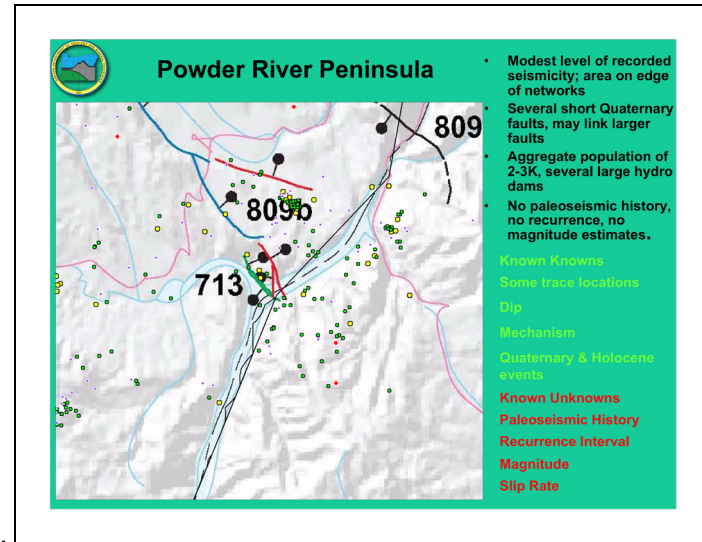 Powder River Peninsula
• Modest level of recorded
seismicity; area on edge
of networks
• Several short Quaternary
faults, may link larger
faults
• Aggregate population of
2-3K, several large hydro
dams
• No paleoseismic history,
no recurrence, no
magnitude estimates.
Known Knowns
Some trace locations
Dip
Mechanism
Quaternary & Holocene
events
Known Unknowns
Paleoseismic History
Recurrence Interval
Magnitude
Slip Rate
809
809b
713